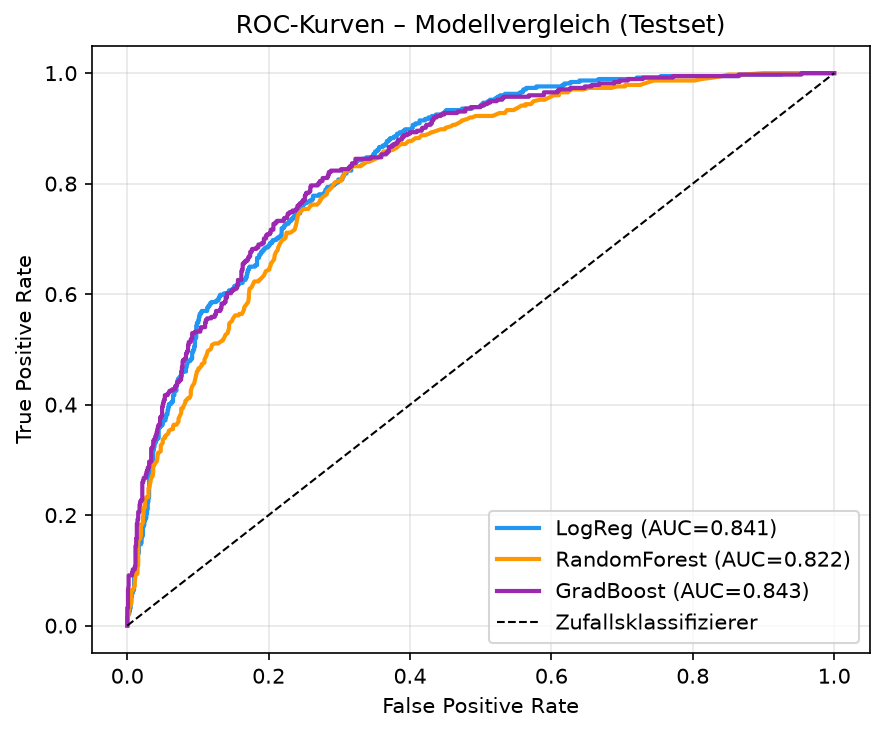 ROC-Kurven – Modellvergleich (Testset)
True Positive Rate
1.0
0.8
0.6
0.4
0.2
0.0
LogReg (AUC=0.841)
RandomForest (AUC=0.822)
GradBoost (AUC=0.843)
Zufallsklassifizierer
0.0 0.2 0.4 0.6 0.8 1.0
False Positive Rate